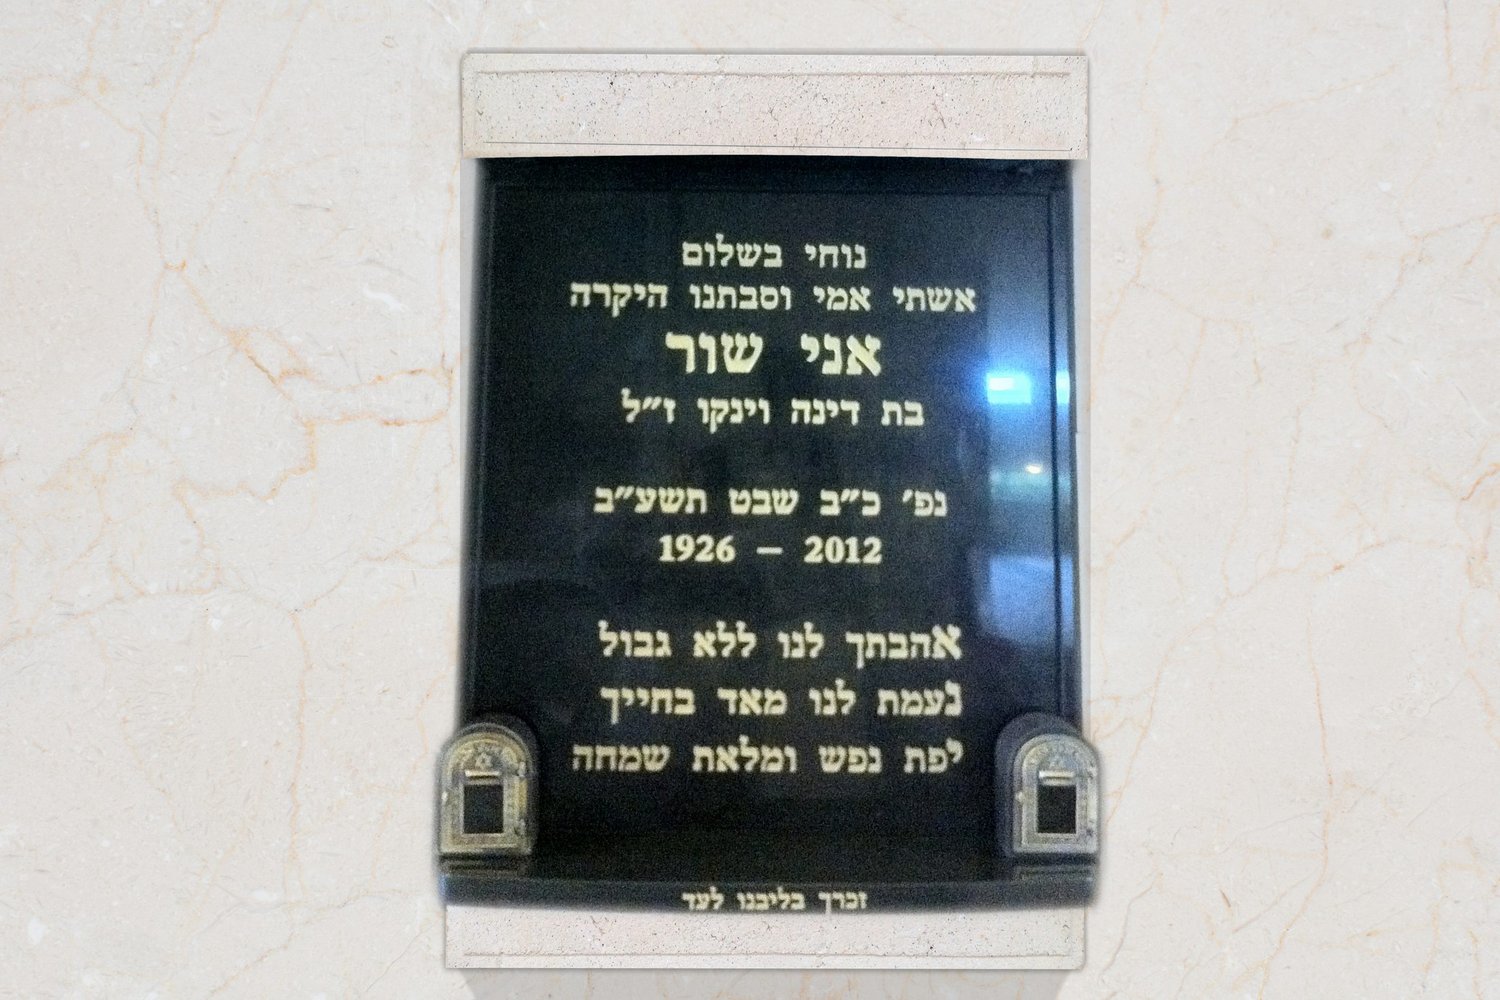 נוחי בשלום
אשתי אמי וסבתנו היקרה
אני שור
בת דינה וינקו ז״ל
נפ׳ כ״ב שבט תשע״ב
1926 – 2012
אהבתך לנו ללא גבול
נעמת לנו מאד בחייך
יפת נפש ומלאת שמחה
זכרך בליבנו לעד